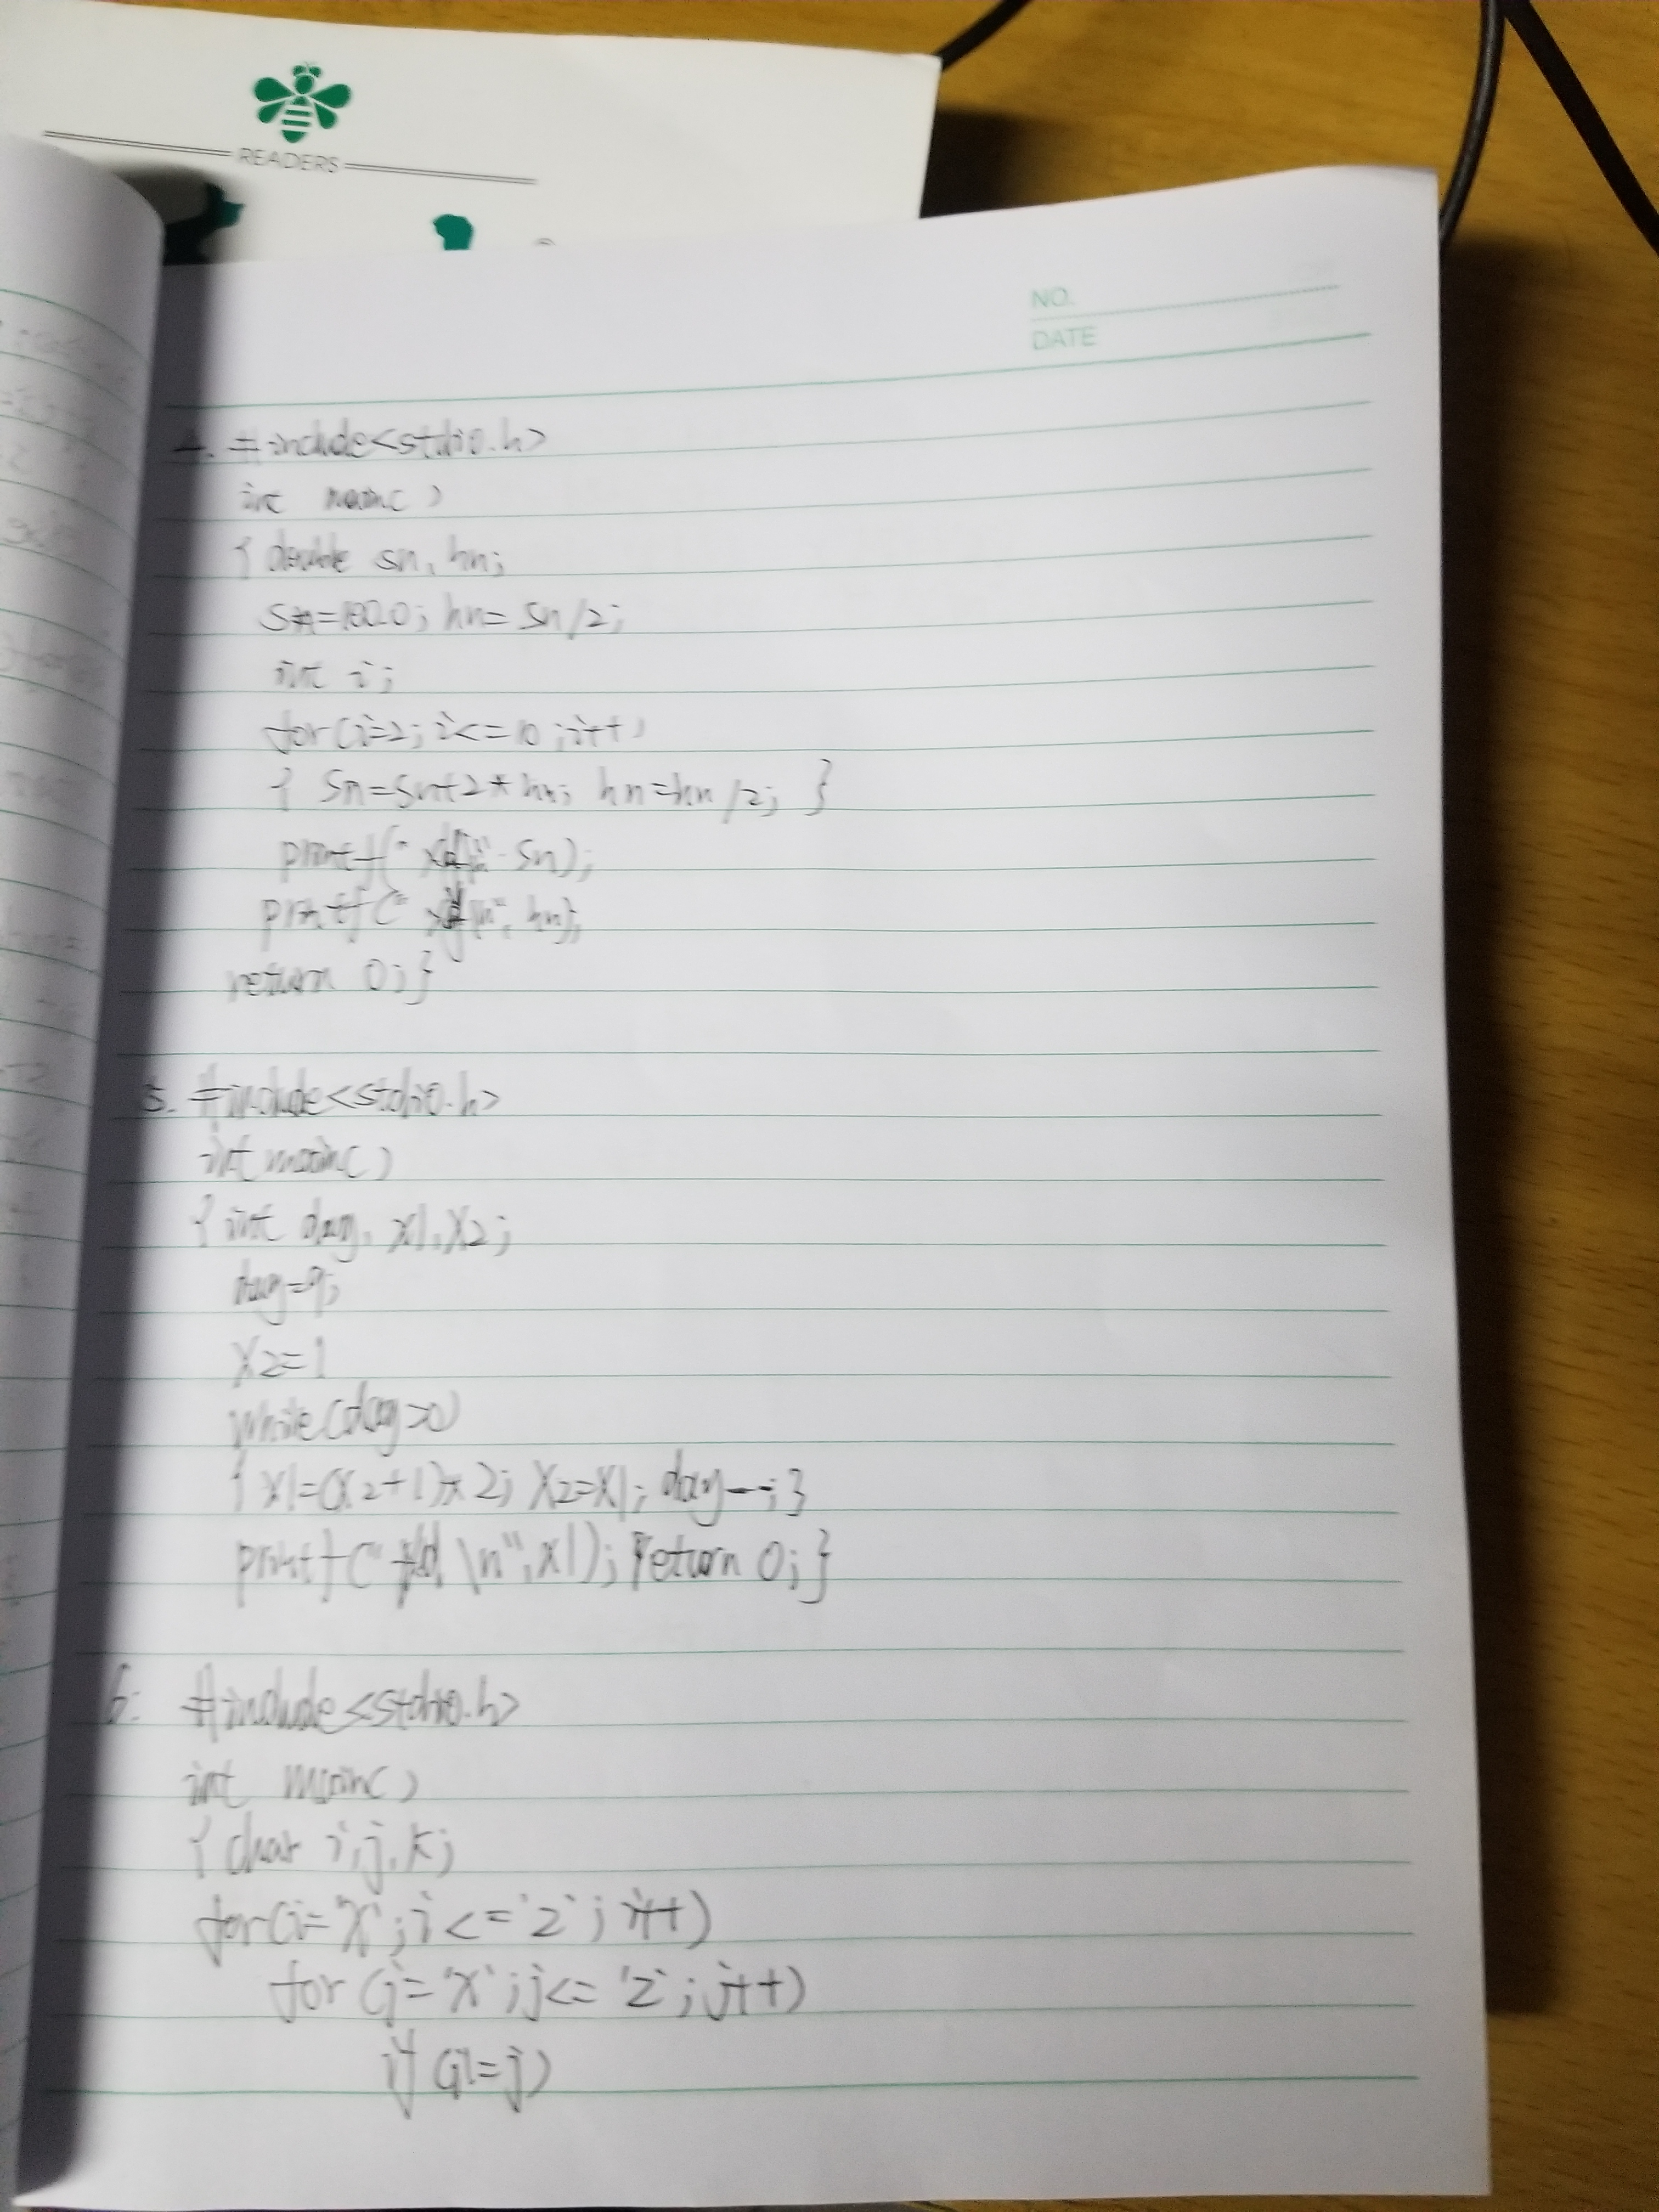 READERS
NO.
DATE
4. #include<stdio.h>
int main()
{ double sn, hn;
sn=100.0; hn=sn/2;
int i;
for(i=2; i<=10; i++)
{ sn=sn+2*hn; hn=hn/2; }
printf(" \n", sn);
printf(" \n", hn);
return 0; }
5. #include<stdio.h>
int main()
{ int day, x1, x2;
day=9;
x2=1
while(day>0)
{ x1=(x2+1)*2; x2=x1; day--; }
printf("%d \n", x1); return 0; }
6: #include<stdio.h>
int main()
{ char i,j,k;
for(i='x'; i<='z'; i++)
for(j='x'; j<='z'; j++)
if(i!=j)